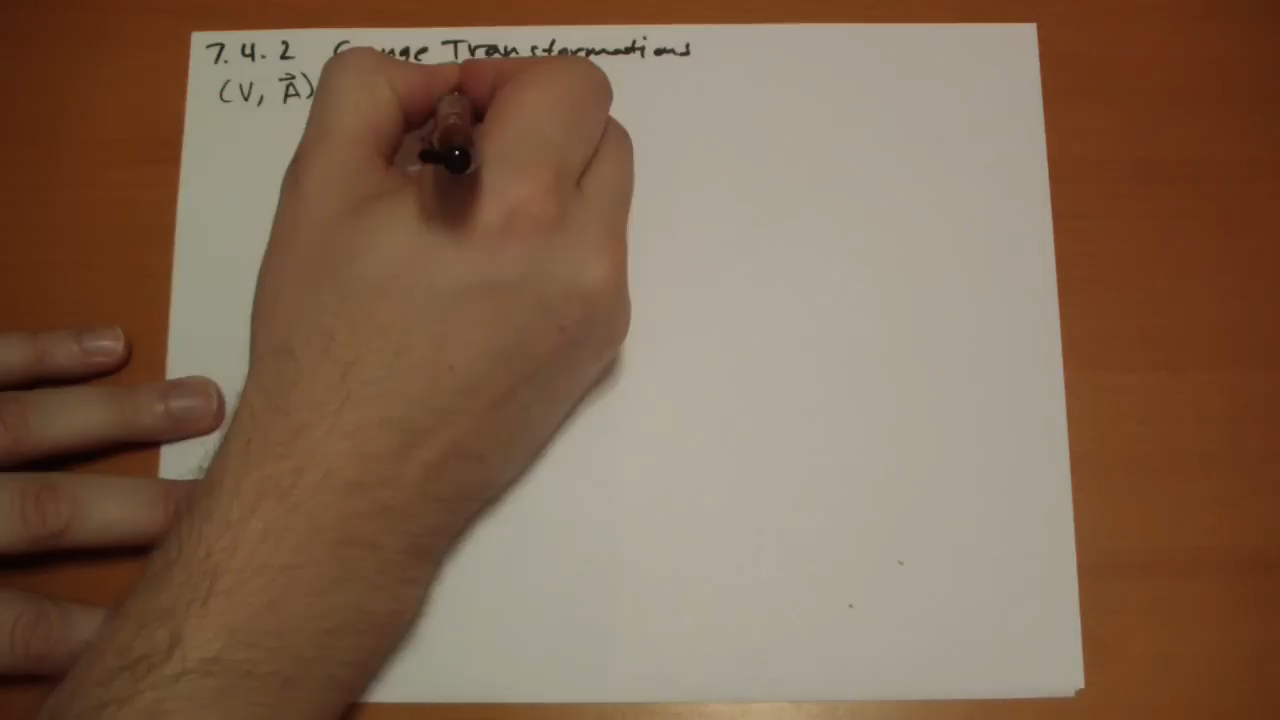 7.4.2 Gauge Transformations
(V, A⃗)